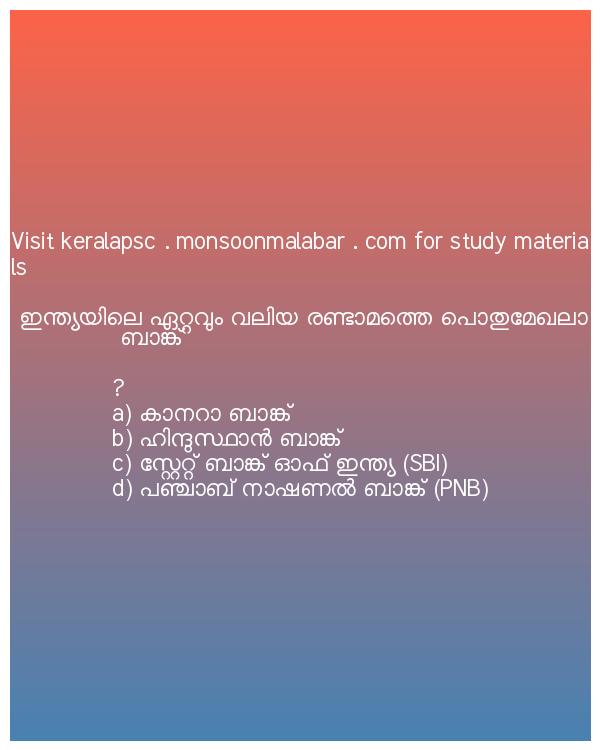 Visit keralapsc . monsoonmalabar . com for study materia
ls
ഇന്ത്യയിലെ ഏറ്റവും വലിയ രണ്ടാമത്തെ പൊതുമേഖലാ
ബാങ്ക്
?
a) കാനറാ ബാങ്ക്
b) ഹിന്ദുസ്ഥാൻ ബാങ്ക്
c) സ്റ്റേറ്റ് ബാങ്ക് ഓഫ് ഇന്ത്യ (SBI)
d) പഞ്ചാബ് നാഷണൽ ബാങ്ക് (PNB)